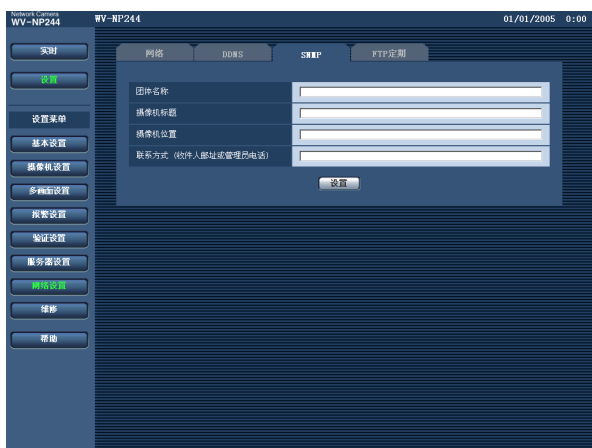 Network Camera
WV-NP244
WV-NP244
01/01/2005 0:00
实时
设置
设置菜单
基本设置
摄像机设置
多画面设置
报警设置
验证设置
服务器设置
网络设置
维修
帮助
网络
DDNS
SNMP
FTP定期
团体名称
摄像机标题
摄像机位置
联系方式 (收件人邮址或管理员电话)
设置